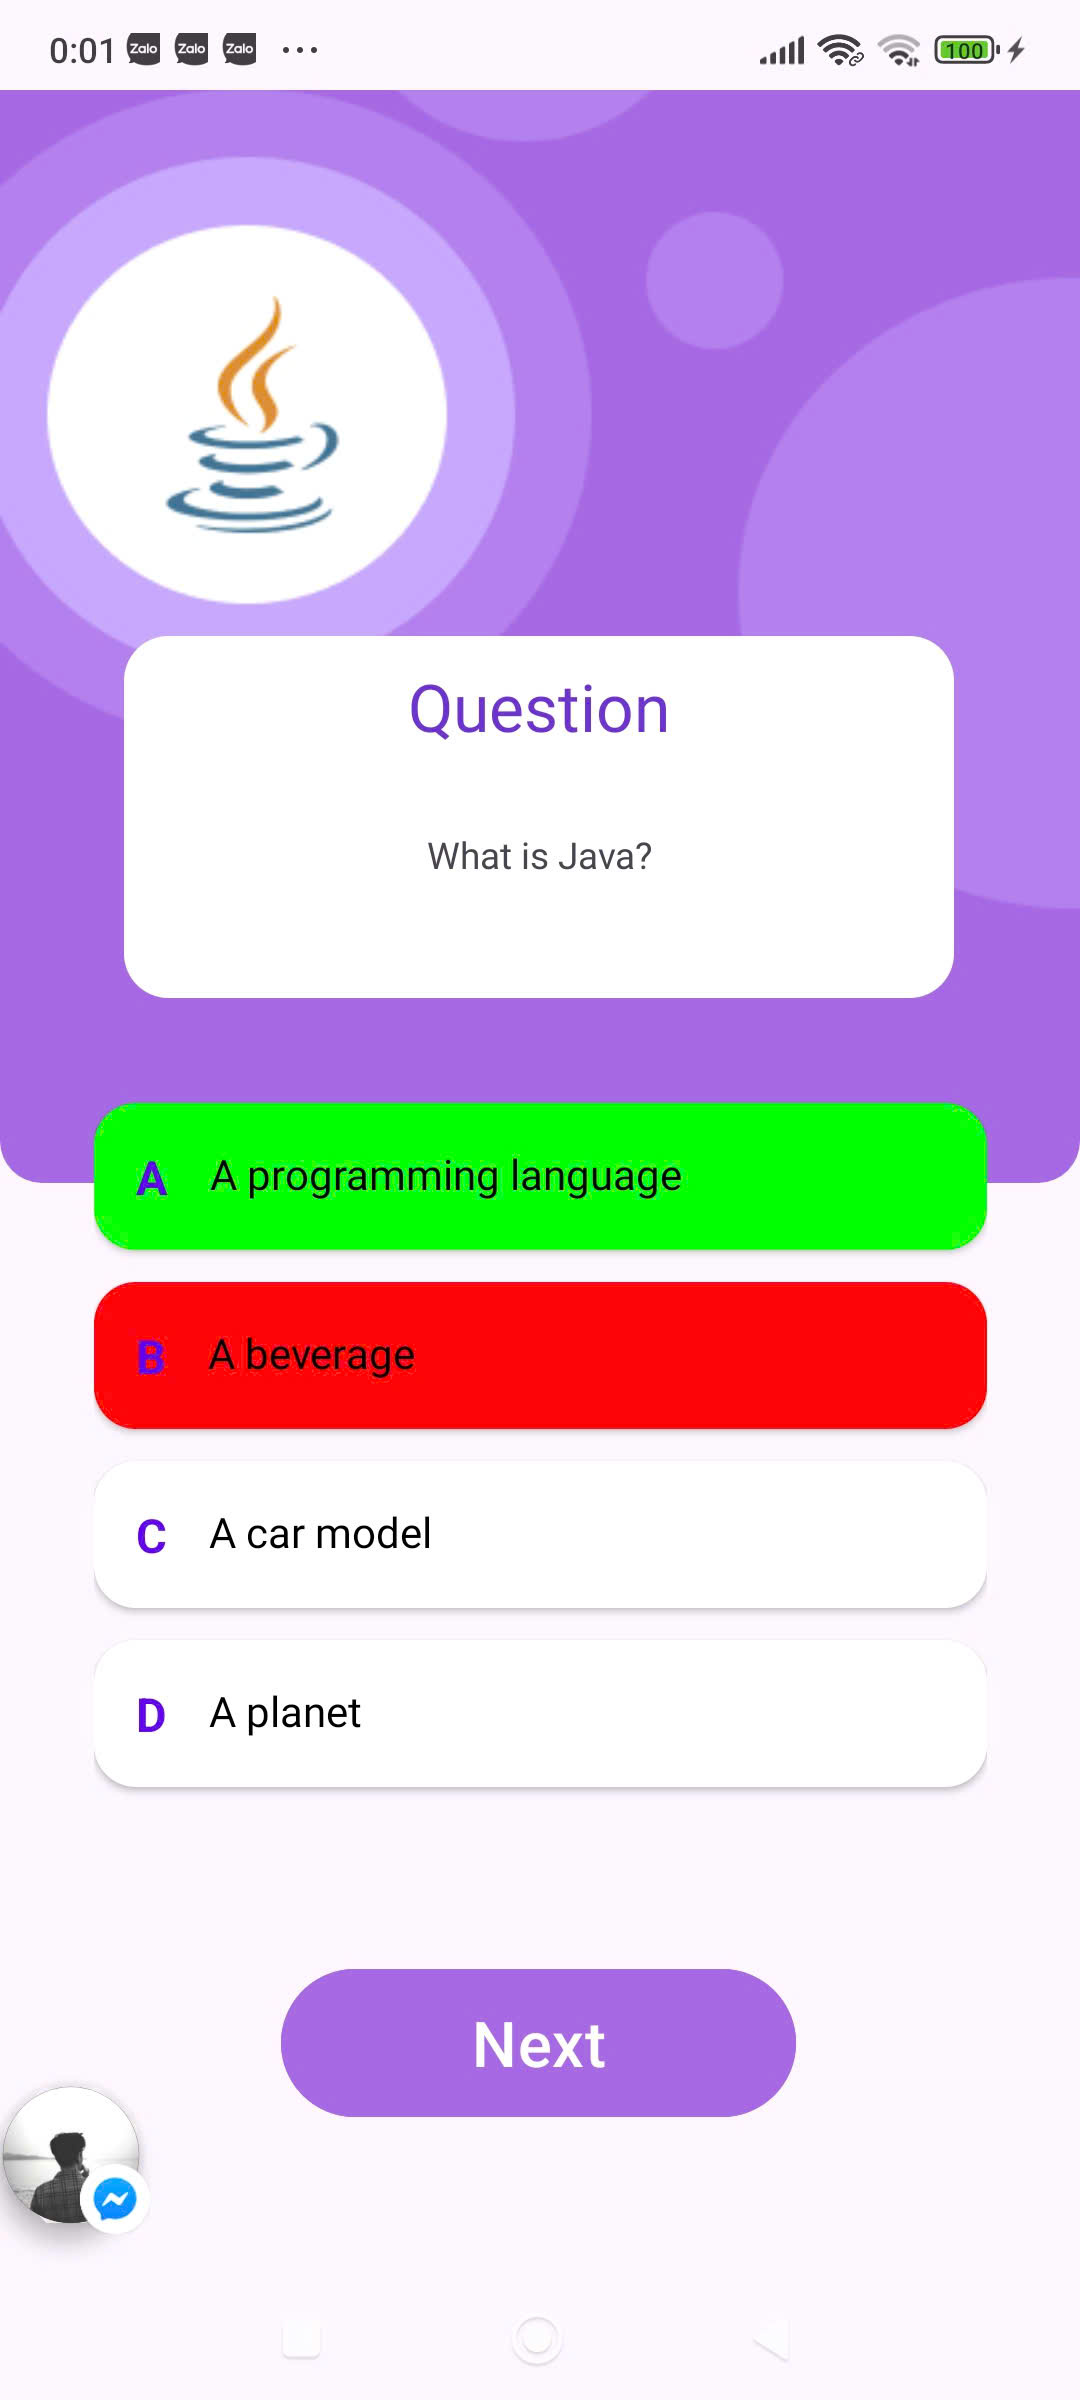 0:01 Zalo Zalo Zalo ... 100
Question
What is Java?
A A programming language
B A beverage
C A car model
D A planet
Next